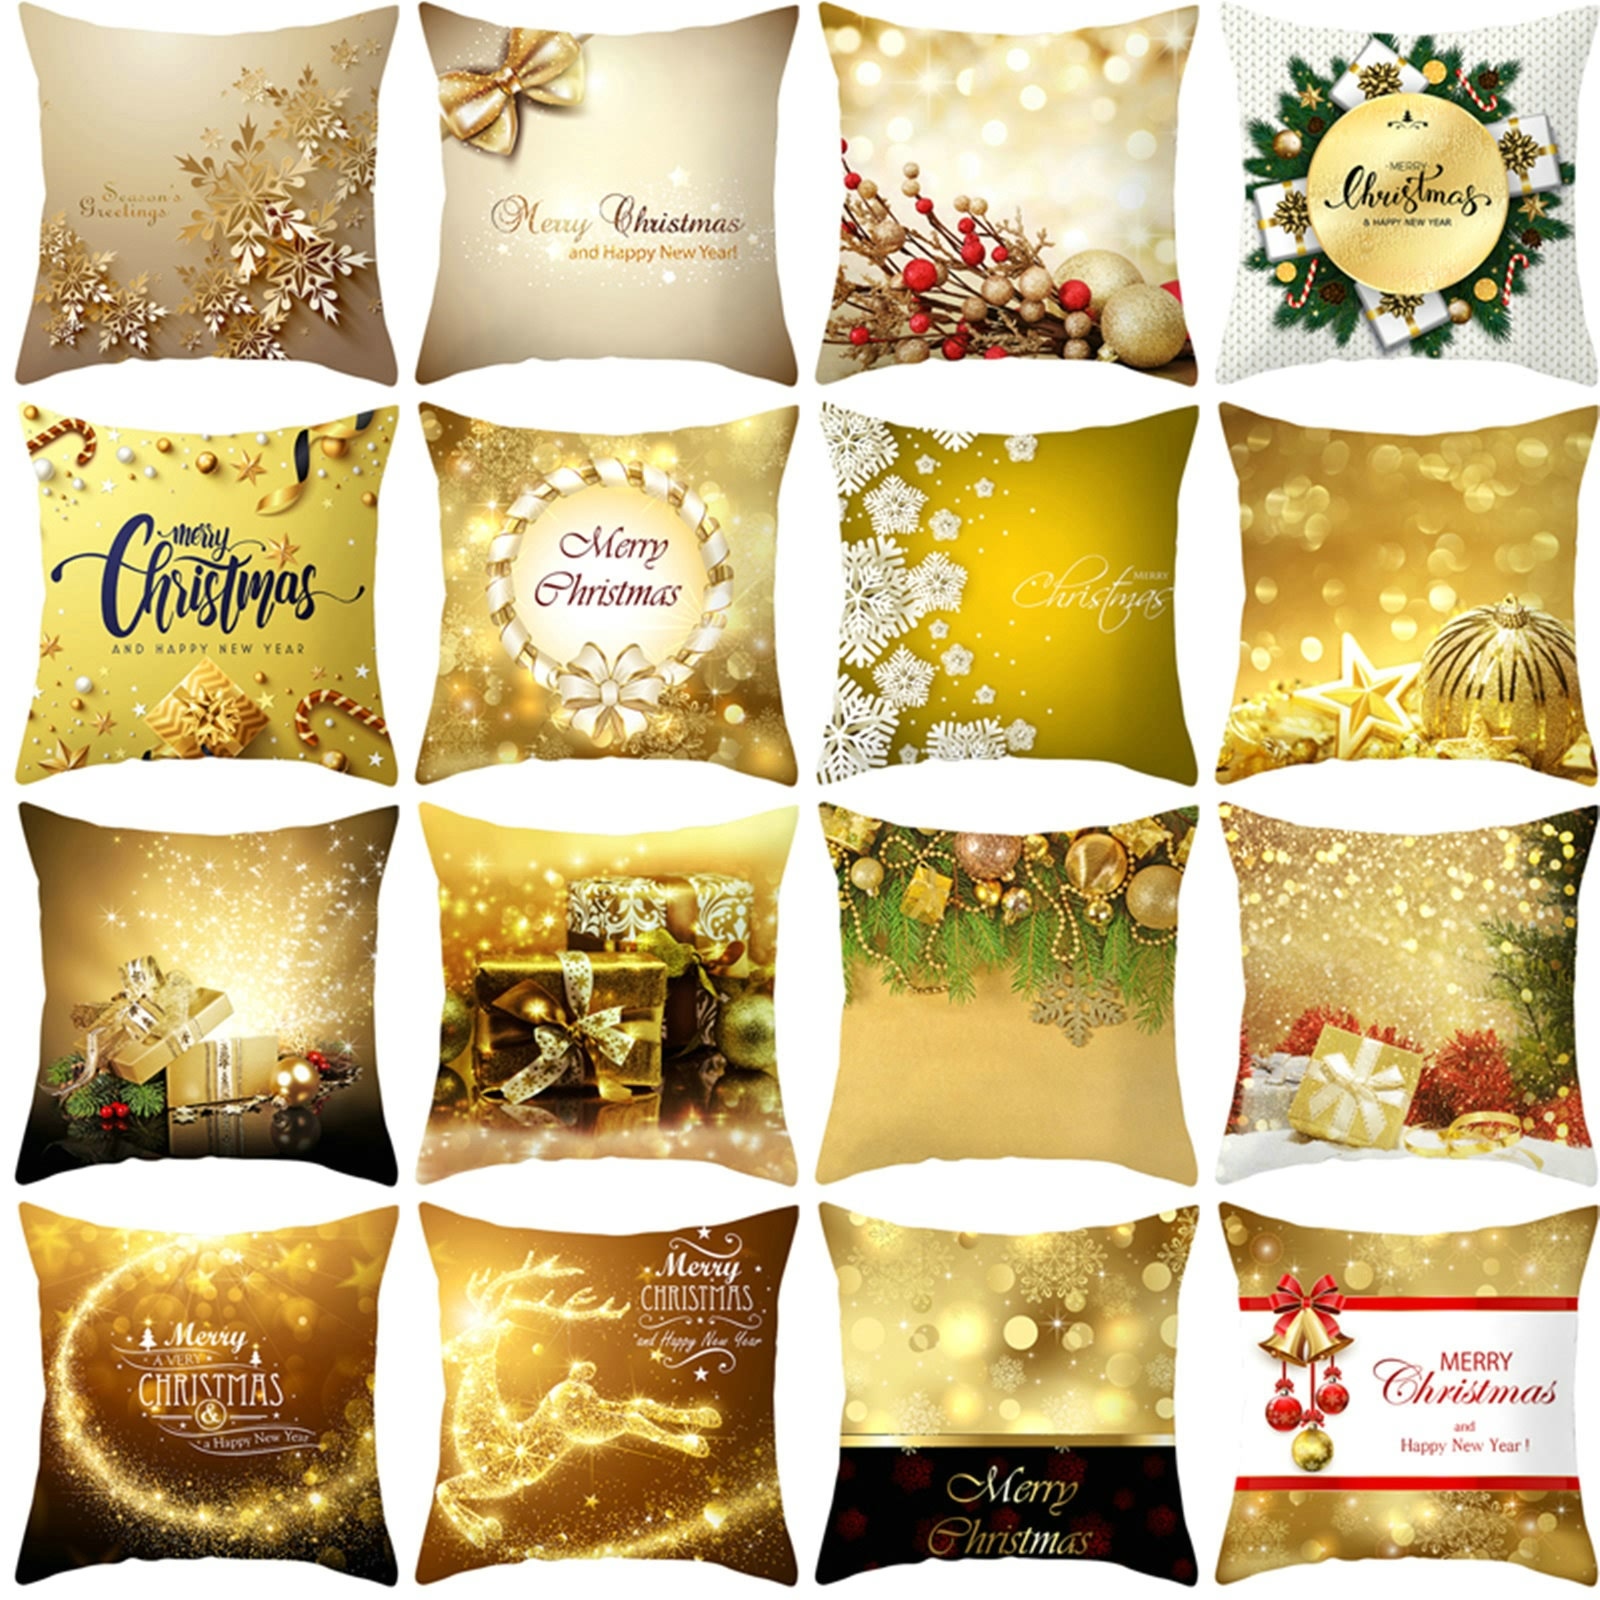 Season's
Greetings
Merry Christmas
and Happy New Year!
MERRY
Christmas
& HAPPY NEW YEAR
merry
Christmas
AND HAPPY NEW YEAR
Merry
Christmas
MERRY
Christmas
Merry
A VERY
CHRISTMAS
&
a Happy New Year
Merry
CHRISTMAS
and Happy New Year
Merry
Christmas
MERRY
Christmas
and
Happy New Year !